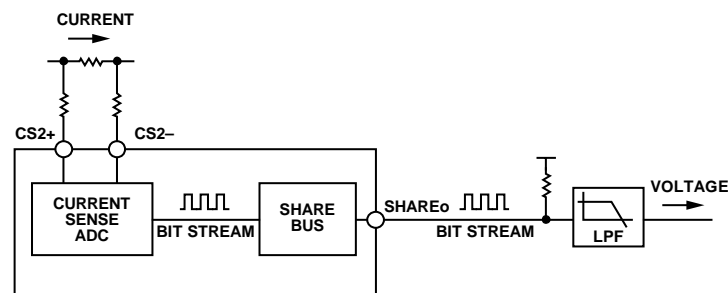 CURRENT
CS2+
CS2–
CURRENT
SENSE
ADC
BIT STREAM
SHARE
BUS
SHAREo
BIT STREAM
LPF
VOLTAGE